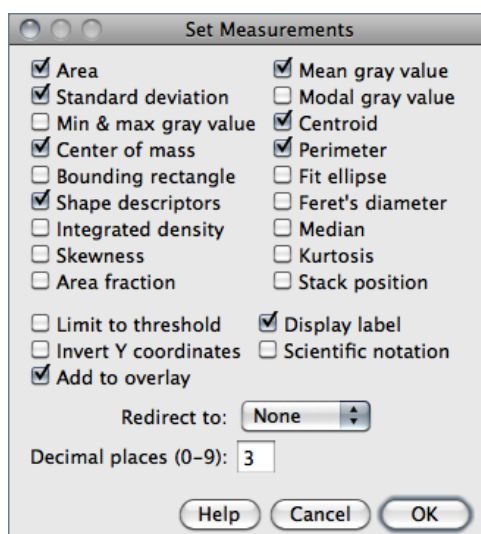 Set Measurements
Area Mean gray value
Standard deviation Modal gray value
Min & max gray value Centroid
Center of mass Perimeter
Bounding rectangle Fit ellipse
Shape descriptors Feret's diameter
Integrated density Median
Skewness Kurtosis
Area fraction Stack position
Limit to threshold Display label
Invert Y coordinates Scientific notation
Add to overlay
Redirect to: None
Decimal places (0–9): 3
Help Cancel OK